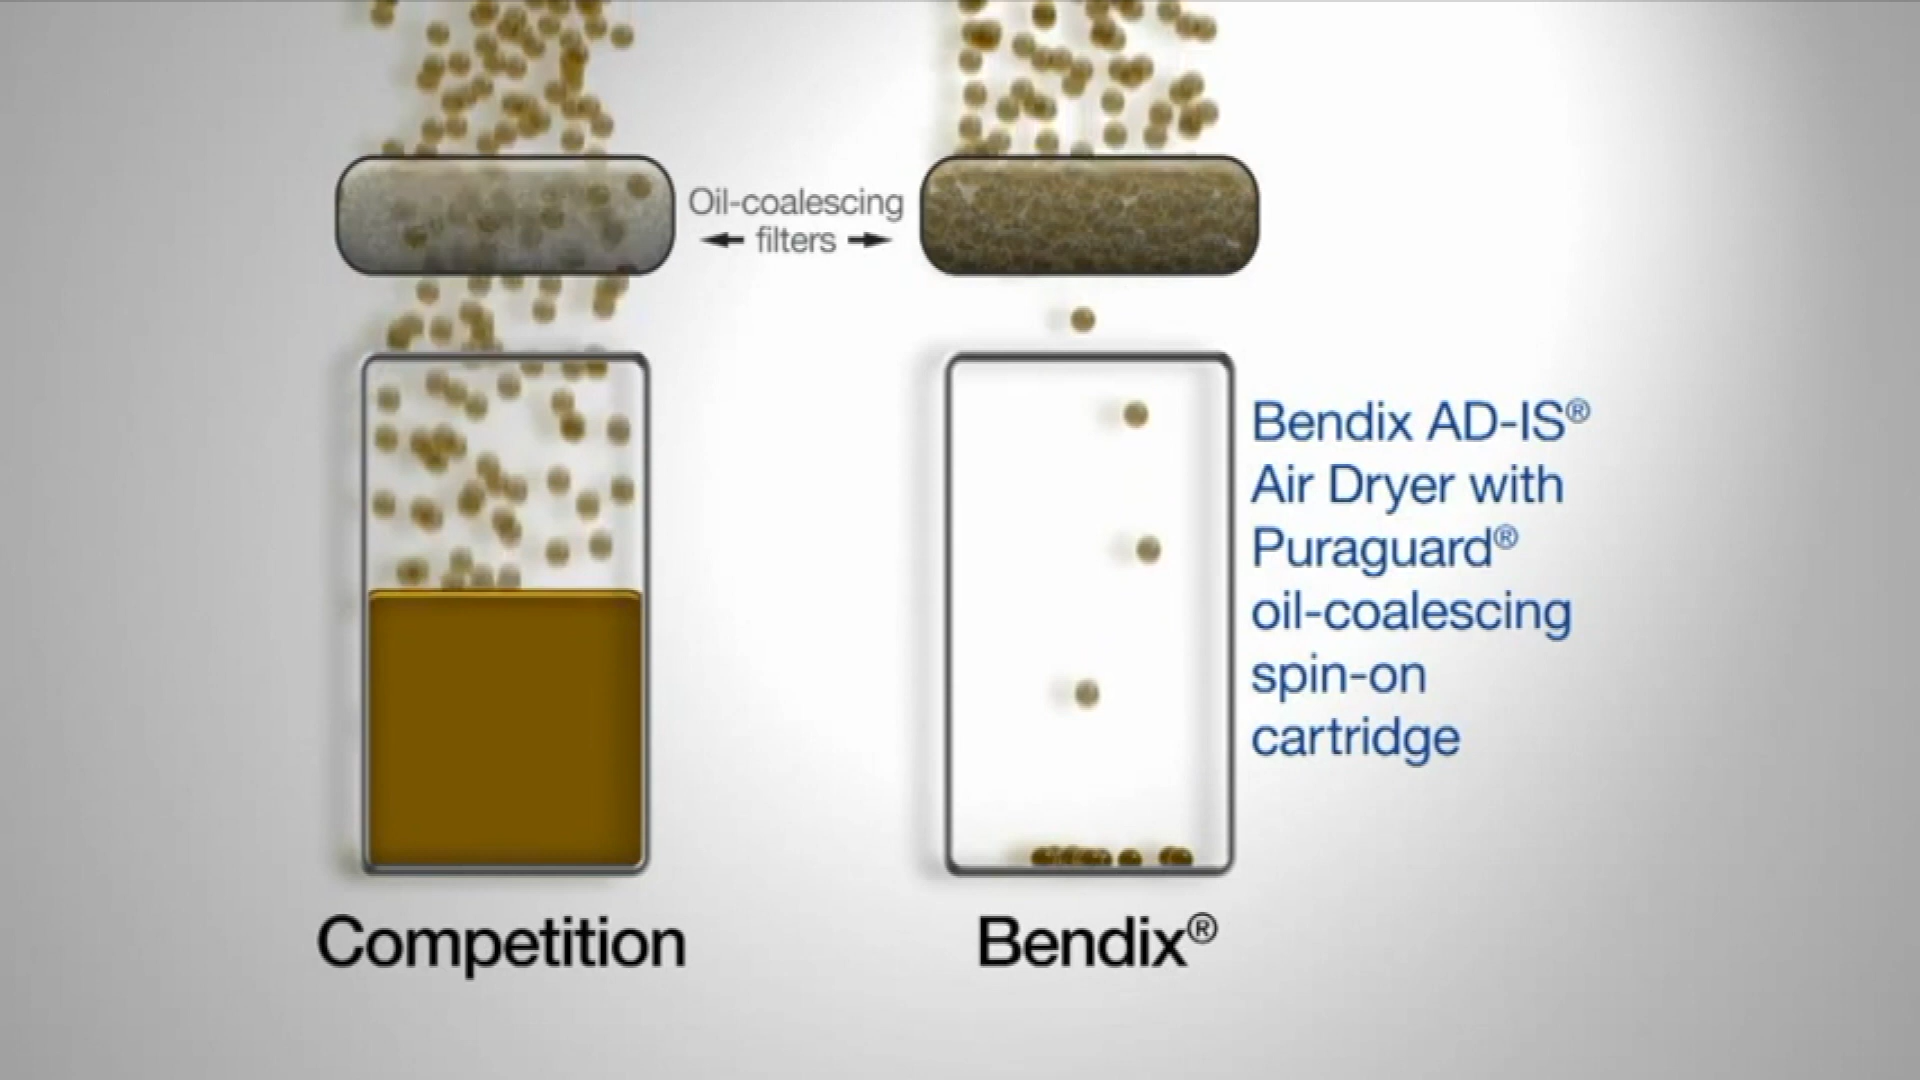 Oil-coalescing
filters
Bendix AD-IS®
Air Dryer with
Puraguard®
oil-coalescing
spin-on
cartridge
Competition
Bendix®